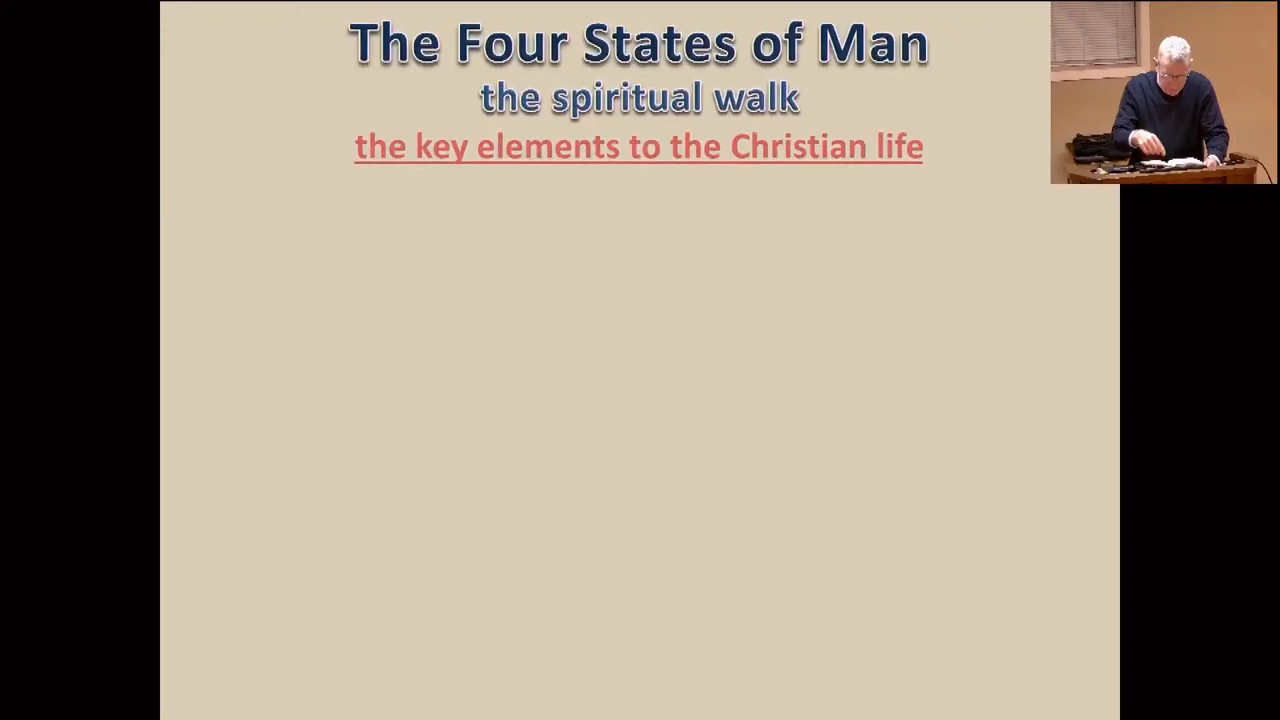 The Four States of Man
the spiritual walk
the key elements to the Christian life